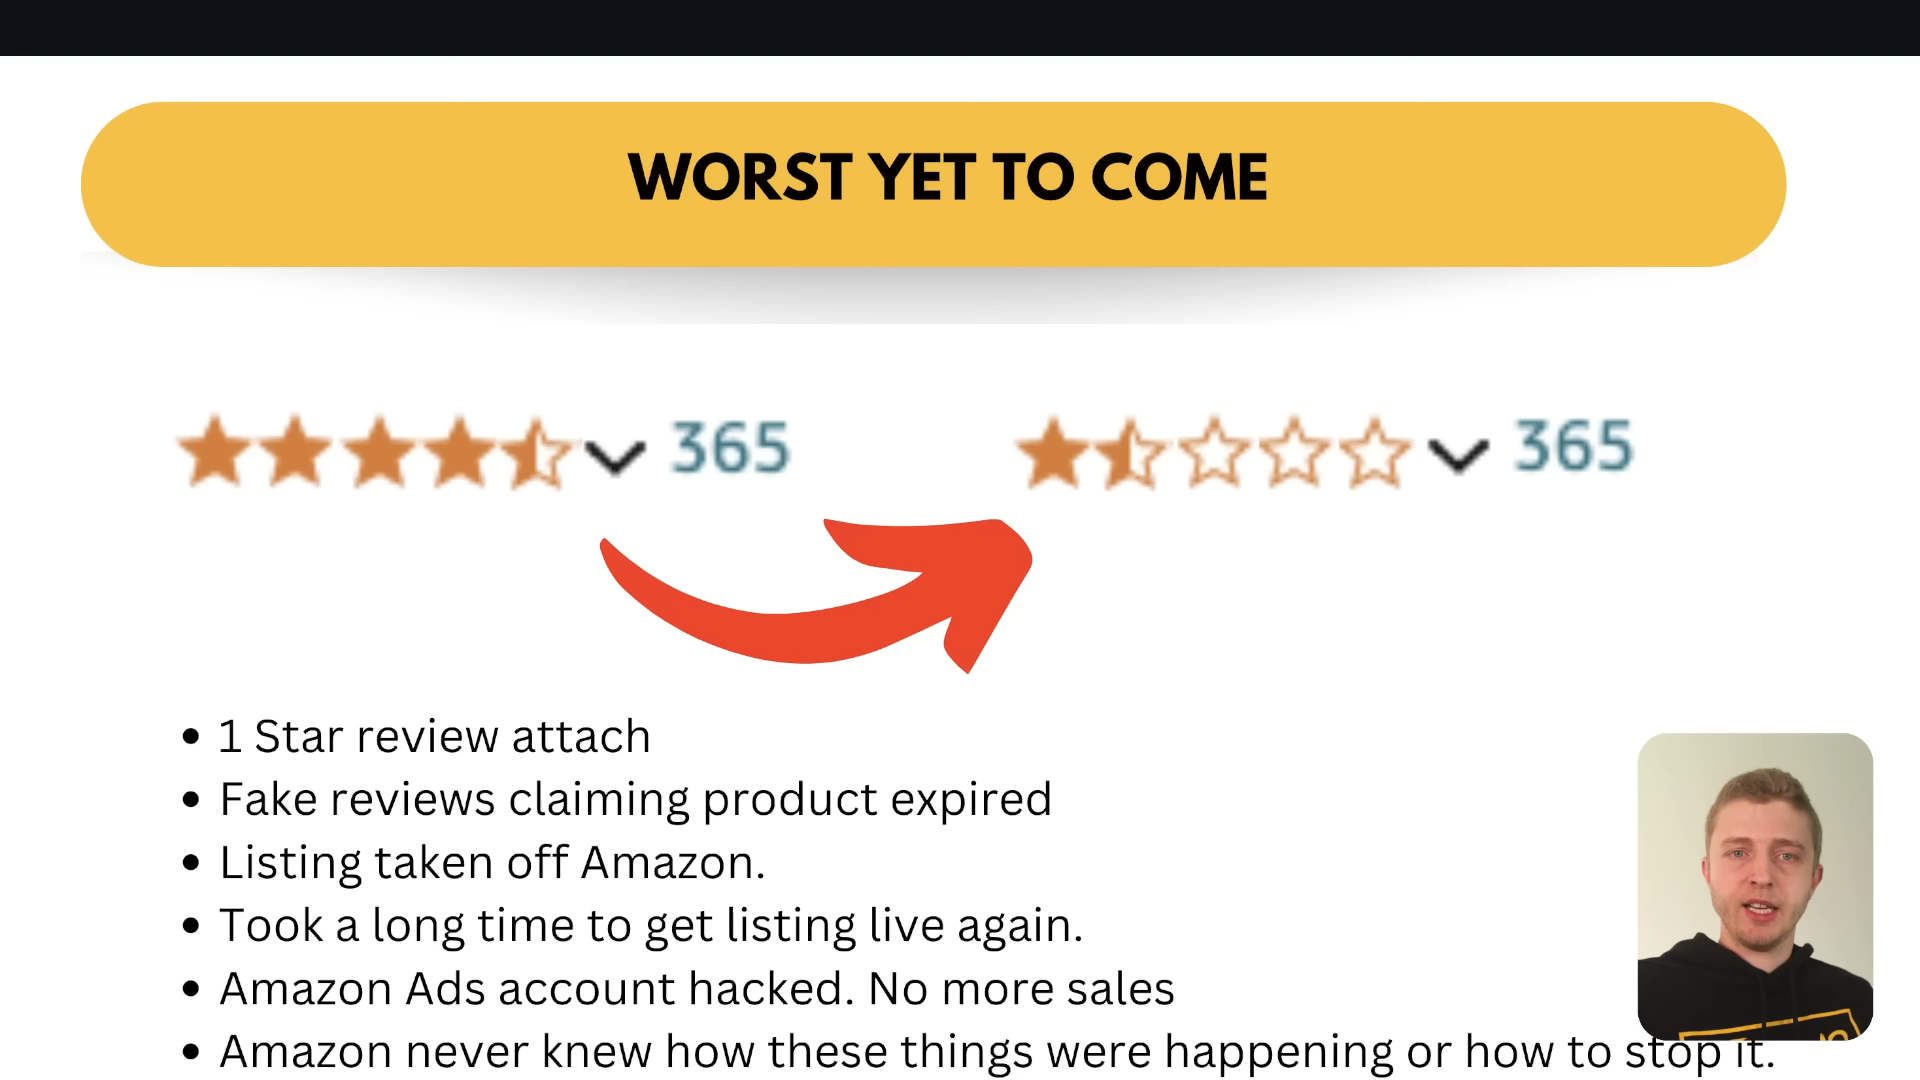 WORST YET TO COME
365 365
• 1 Star review attach
• Fake reviews claiming product expired
• Listing taken off Amazon.
• Took a long time to get listing live again.
• Amazon Ads account hacked. No more sales
• Amazon never knew how these things were happening or how to stop it.